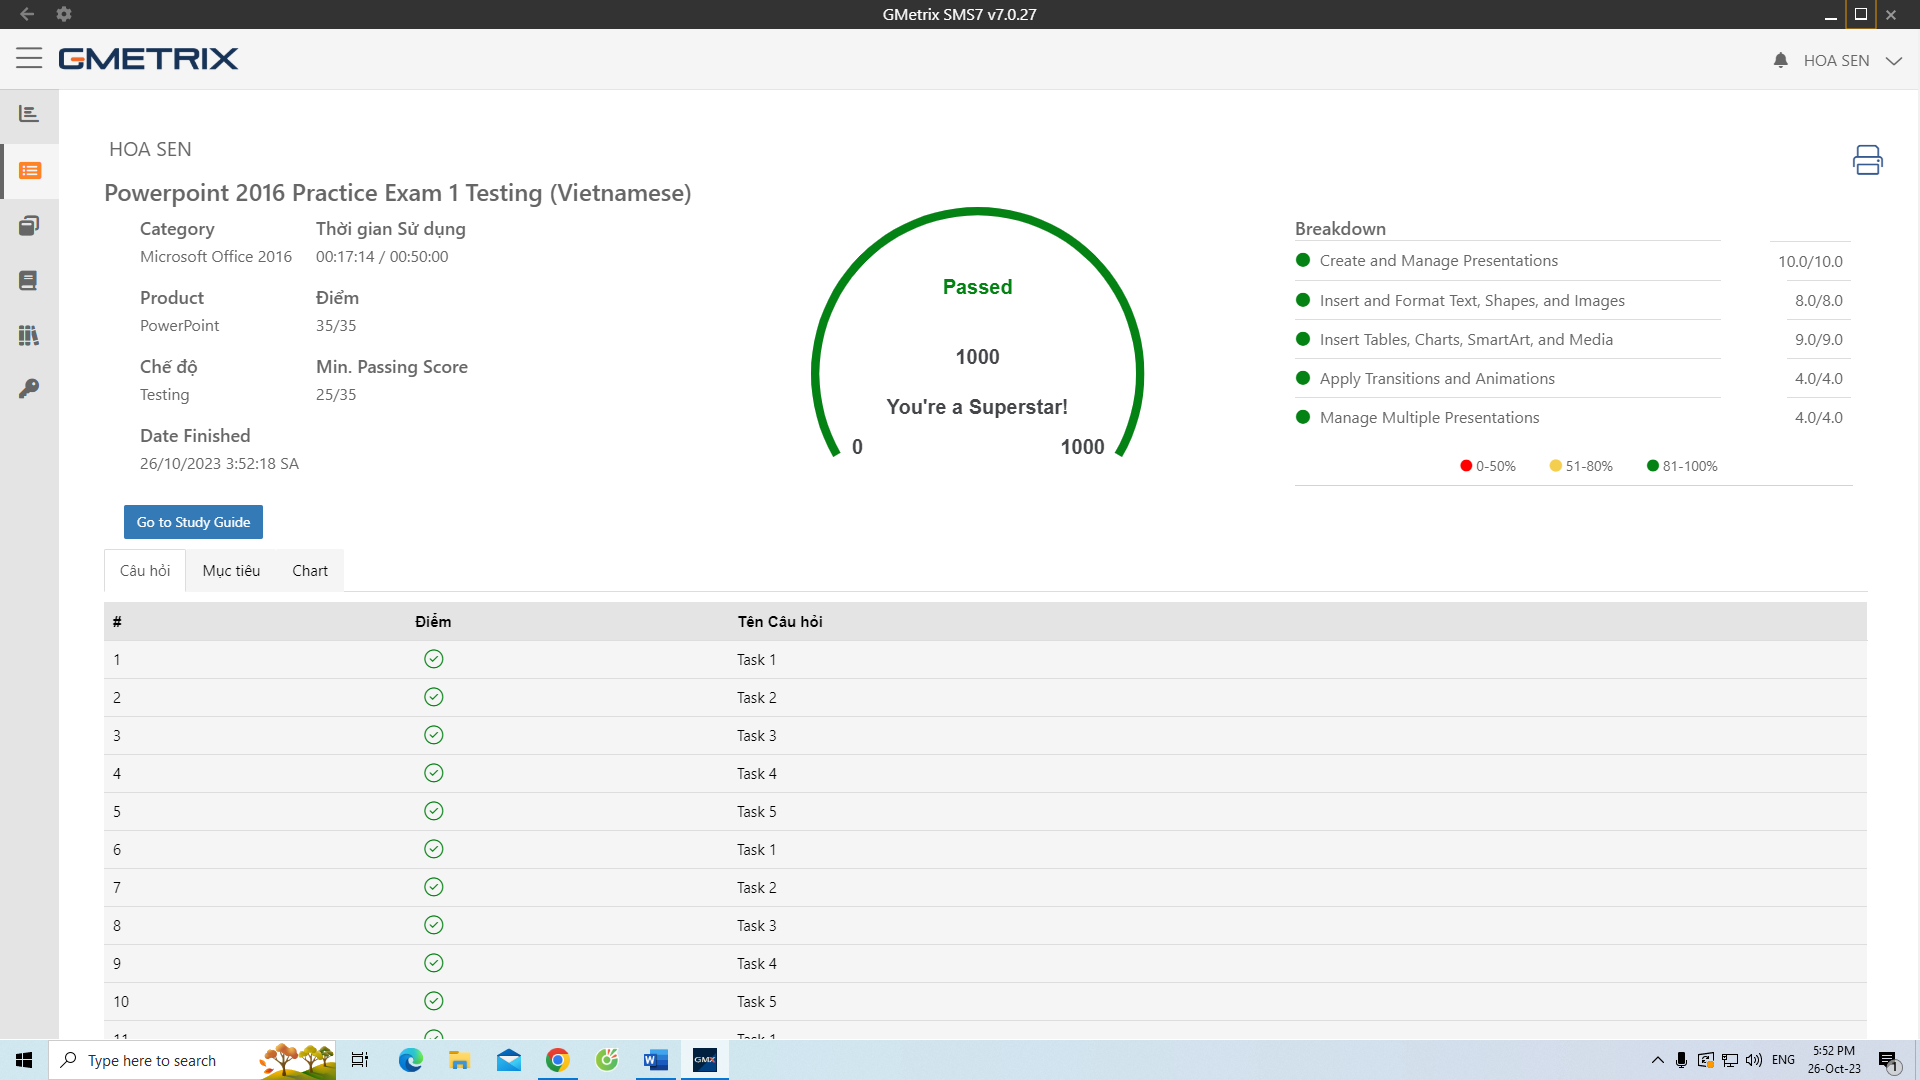 GMetrix SMS7 v7.0.27
GMETRIX
HOA SEN
HOA SEN
Powerpoint 2016 Practice Exam 1 Testing (Vietnamese)
Category
Thời gian Sử dụng
Microsoft Office 2016
00:17:14 / 00:50:00
Product
Điểm
PowerPoint
35/35
Chế độ
Min. Passing Score
Testing
25/35
Date Finished
26/10/2023 3:52:18 SA
Passed
1000
You're a Superstar!
0
1000
Breakdown
Create and Manage Presentations 10.0/10.0
Insert and Format Text, Shapes, and Images 8.0/8.0
Insert Tables, Charts, SmartArt, and Media 9.0/9.0
Apply Transitions and Animations 4.0/4.0
Manage Multiple Presentations 4.0/4.0
0-50% 51-80% 81-100%
Go to Study Guide
Câu hỏi Mục tiêu Chart
# Điểm Tên Câu hỏi
1 Task 1
2 Task 2
3 Task 3
4 Task 4
5 Task 5
6 Task 1
7 Task 2
8 Task 3
9 Task 4
10 Task 5
11 Task 1
Type here to search
GMX
ENG
5:52 PM
26-Oct-23
1